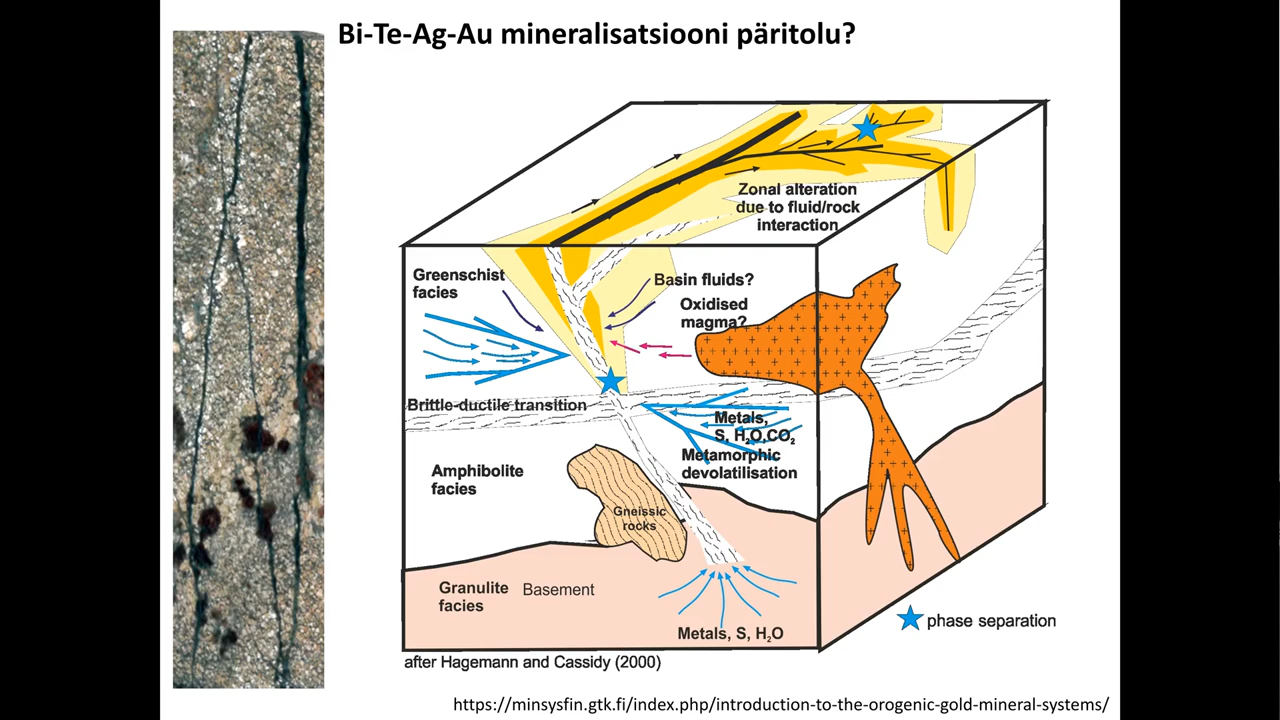 Bi-Te-Ag-Au mineralisatsiooni päritolu?
Zonal alteration
due to fluid/rock
interaction
Greenschist
facies
Basin fluids?
Oxidised
magma?
Brittle-ductile transition
Metals,
S, H₂O,CO₂
Metamorphic
devolatilisation
Amphibolite
facies
Gneissic
rocks
Granulite
facies
Basement
Metals, S, H₂O
phase separation
after Hagemann and Cassidy (2000)
https://minsysfin.gtk.fi/index.php/introduction-to-the-orogenic-gold-mineral-systems/